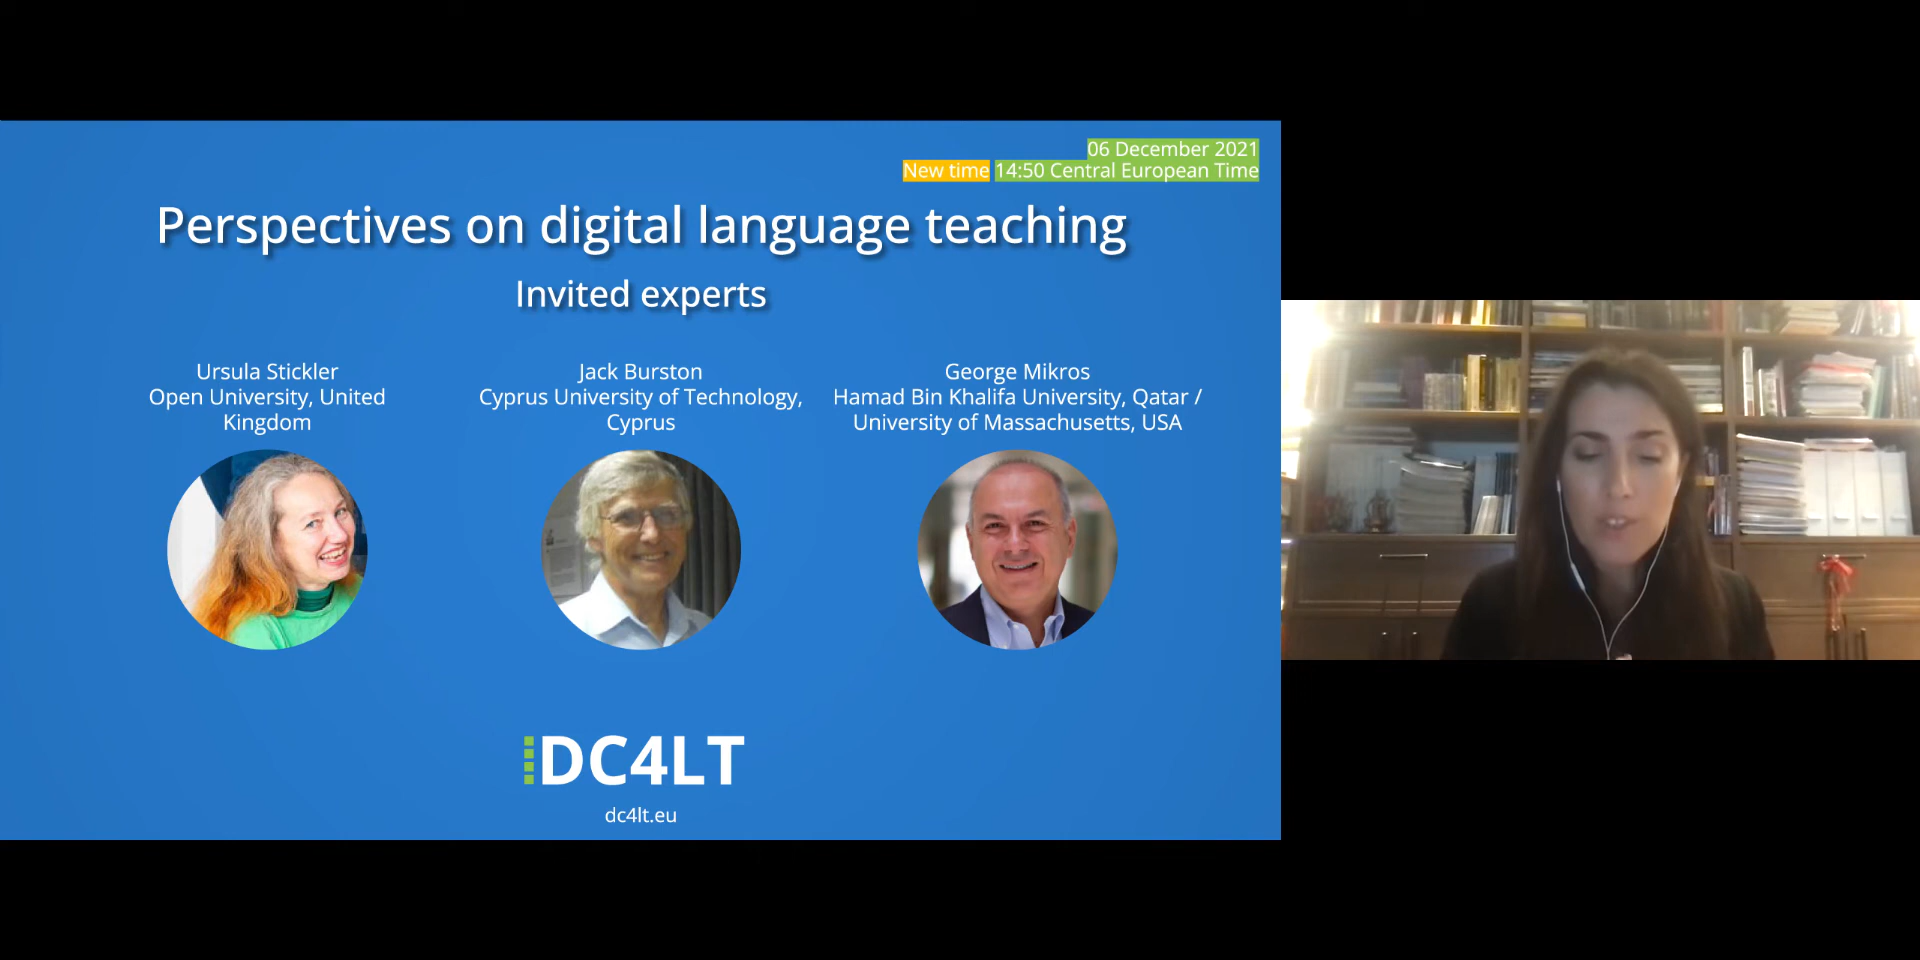 06 December 2021
New time 14:50 Central European Time
Perspectives on digital language teaching
Invited experts
Ursula Stickler
Open University, United
Kingdom
Jack Burston
Cyprus University of Technology,
Cyprus
George Mikros
Hamad Bin Khalifa University, Qatar /
University of Massachusetts, USA
DC4LT
dc4lt.eu